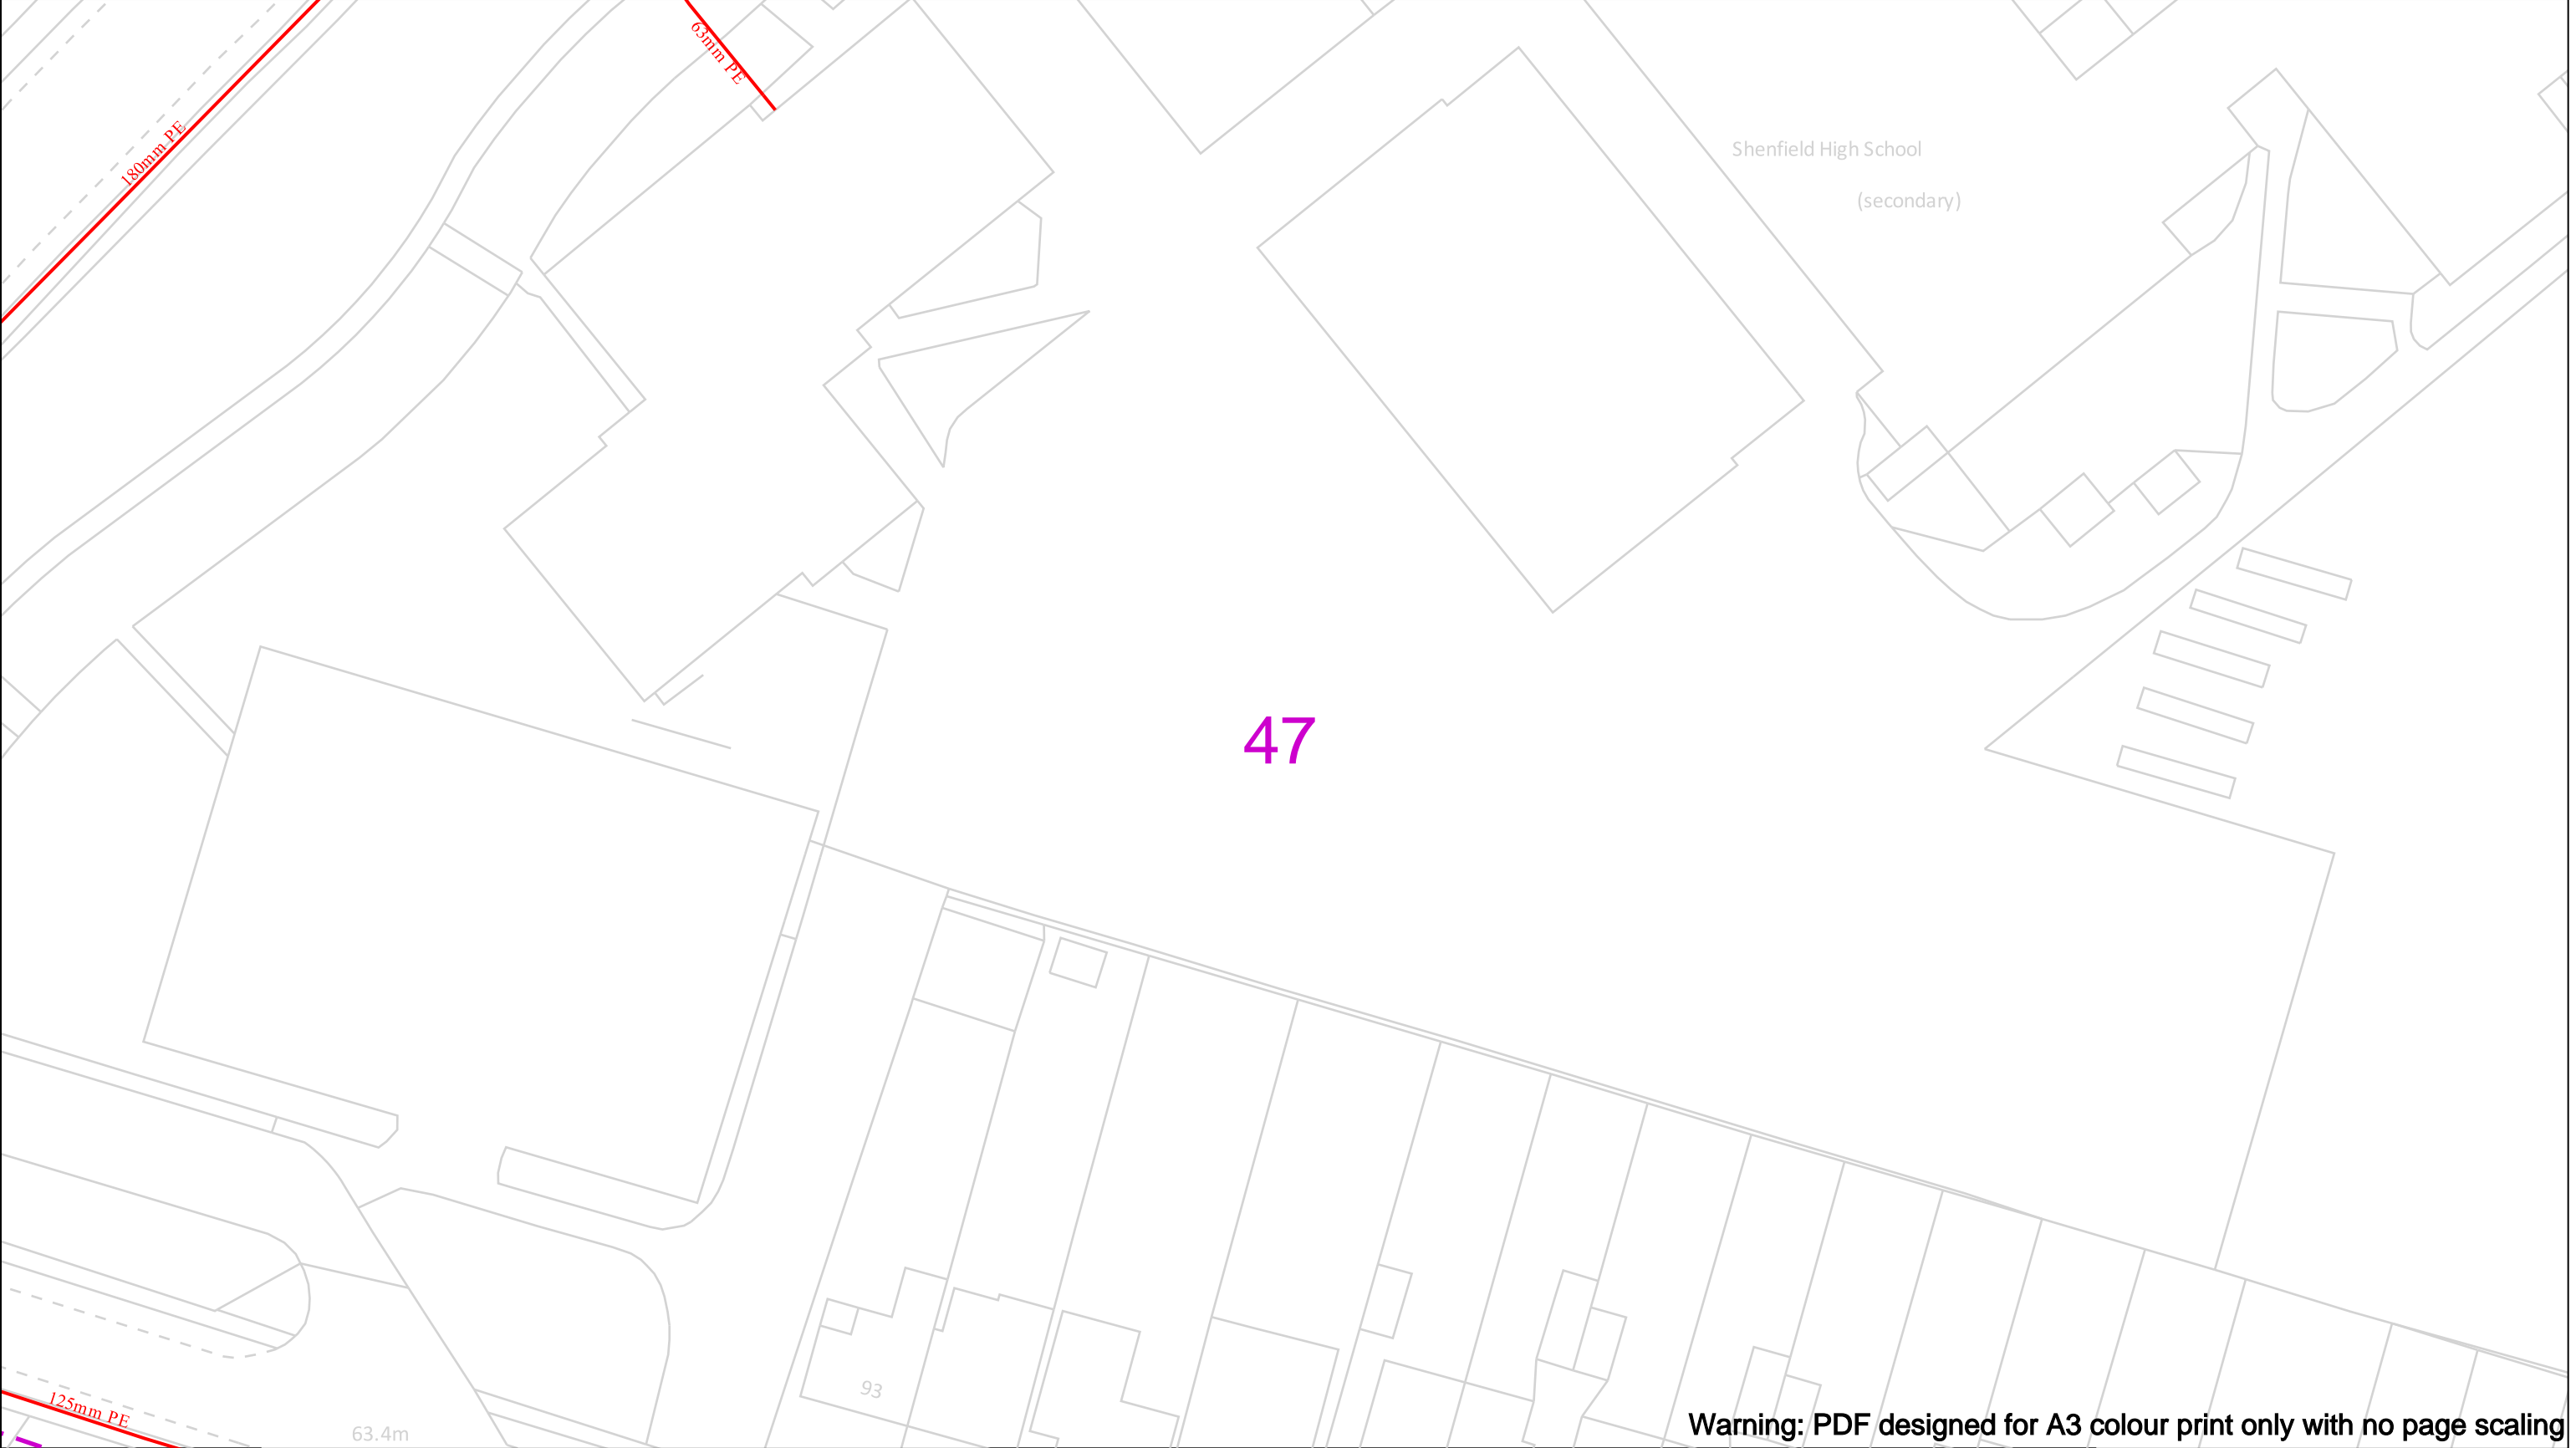 63mm PE
180mm PE
Shenfield High School
(secondary)
47
93
125mm PE
63.4m
Warning: PDF designed for A3 colour print only with no page scaling